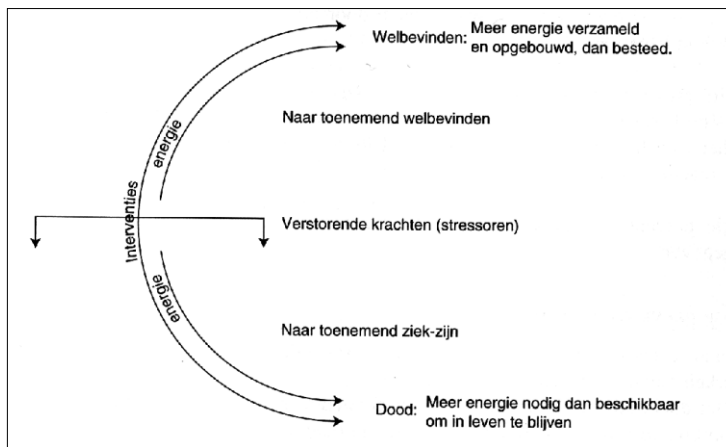 Welbevinden: Meer energie verzameld
en opgebouwd, dan besteed.
energie
Naar toenemend welbevinden
Interventies
Verstorende krachten (stressoren)
energie
Naar toenemend ziek-zijn
Dood: Meer energie nodig dan beschikbaar
om in leven te blijven